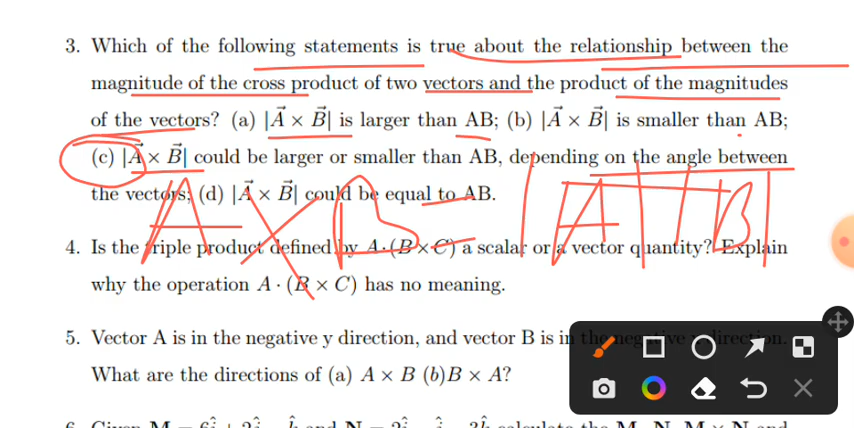 3. Which of the following statements is true about the relationship between the
magnitude of the cross product of two vectors and the product of the magnitudes
of the vectors? (a) |A⃗ × B⃗| is larger than AB; (b) |A⃗ × B⃗| is smaller than AB;
(c) |A⃗ × B⃗| could be larger or smaller than AB, depending on the angle between
the vectors; (d) |A⃗ × B⃗| could be equal to AB.
A × B = |A||B|
4. Is the triple product defined by A · (B × C) a scalar or a vector quantity? Explain
why the operation A · (B × C) has no meaning.
5. Vector A is in the negative y direction, and vector B is in the negative direction.
What are the directions of (a) A × B (b)B × A?